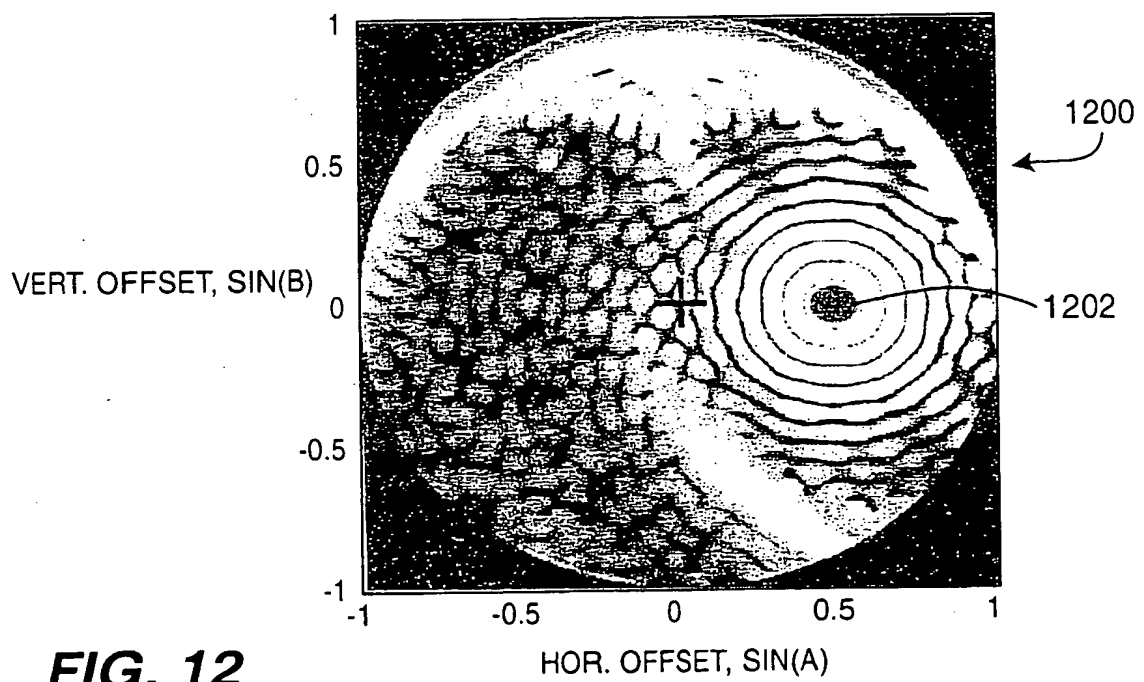 1
0.5
0
-0.5
-1
VERT. OFFSET, SIN(B)
1200
1202
-1 -0.5 0 0.5 1
HOR. OFFSET, SIN(A)
FIG. 12